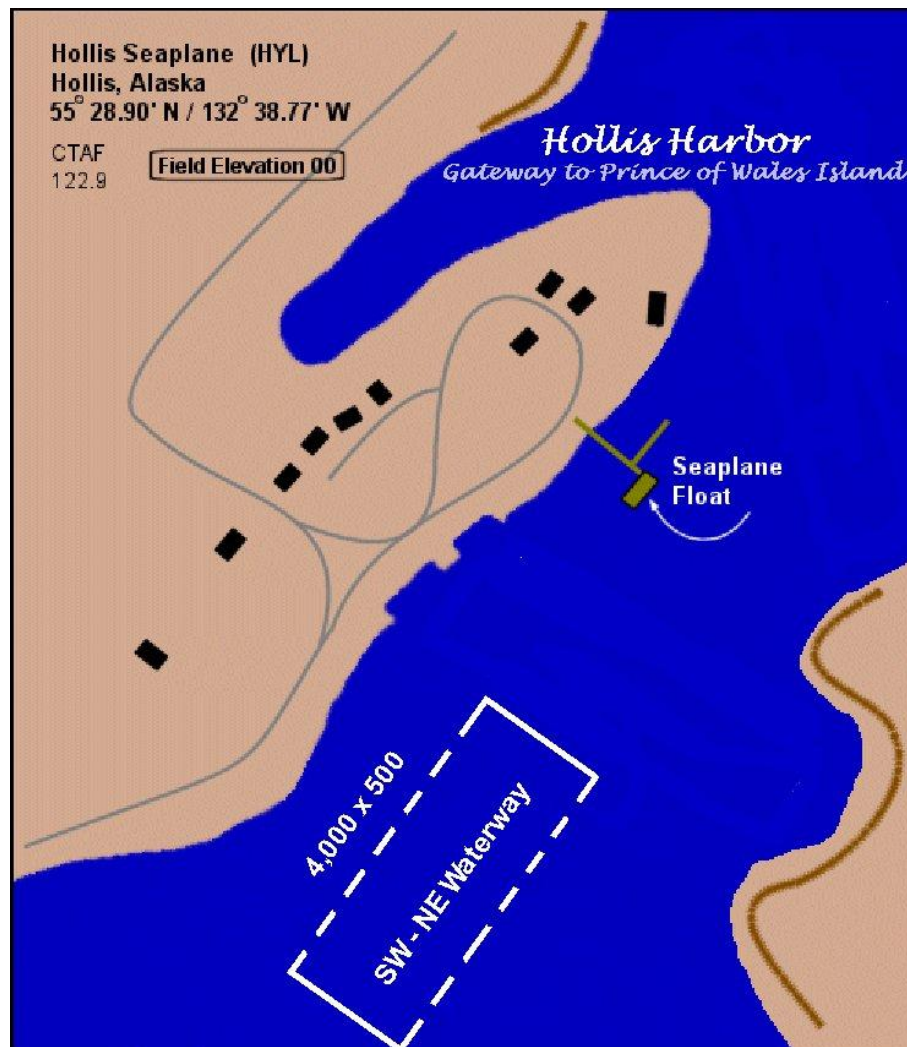 Hollis Seaplane (HYL)
Hollis, Alaska
55° 28.90' N / 132° 38.77' W
CTAF
122.9
Field Elevation 00
Hollis Harbor
Gateway to Prince of Wales Island
Seaplane
Float
4,000 x 500
SW - NE Waterway